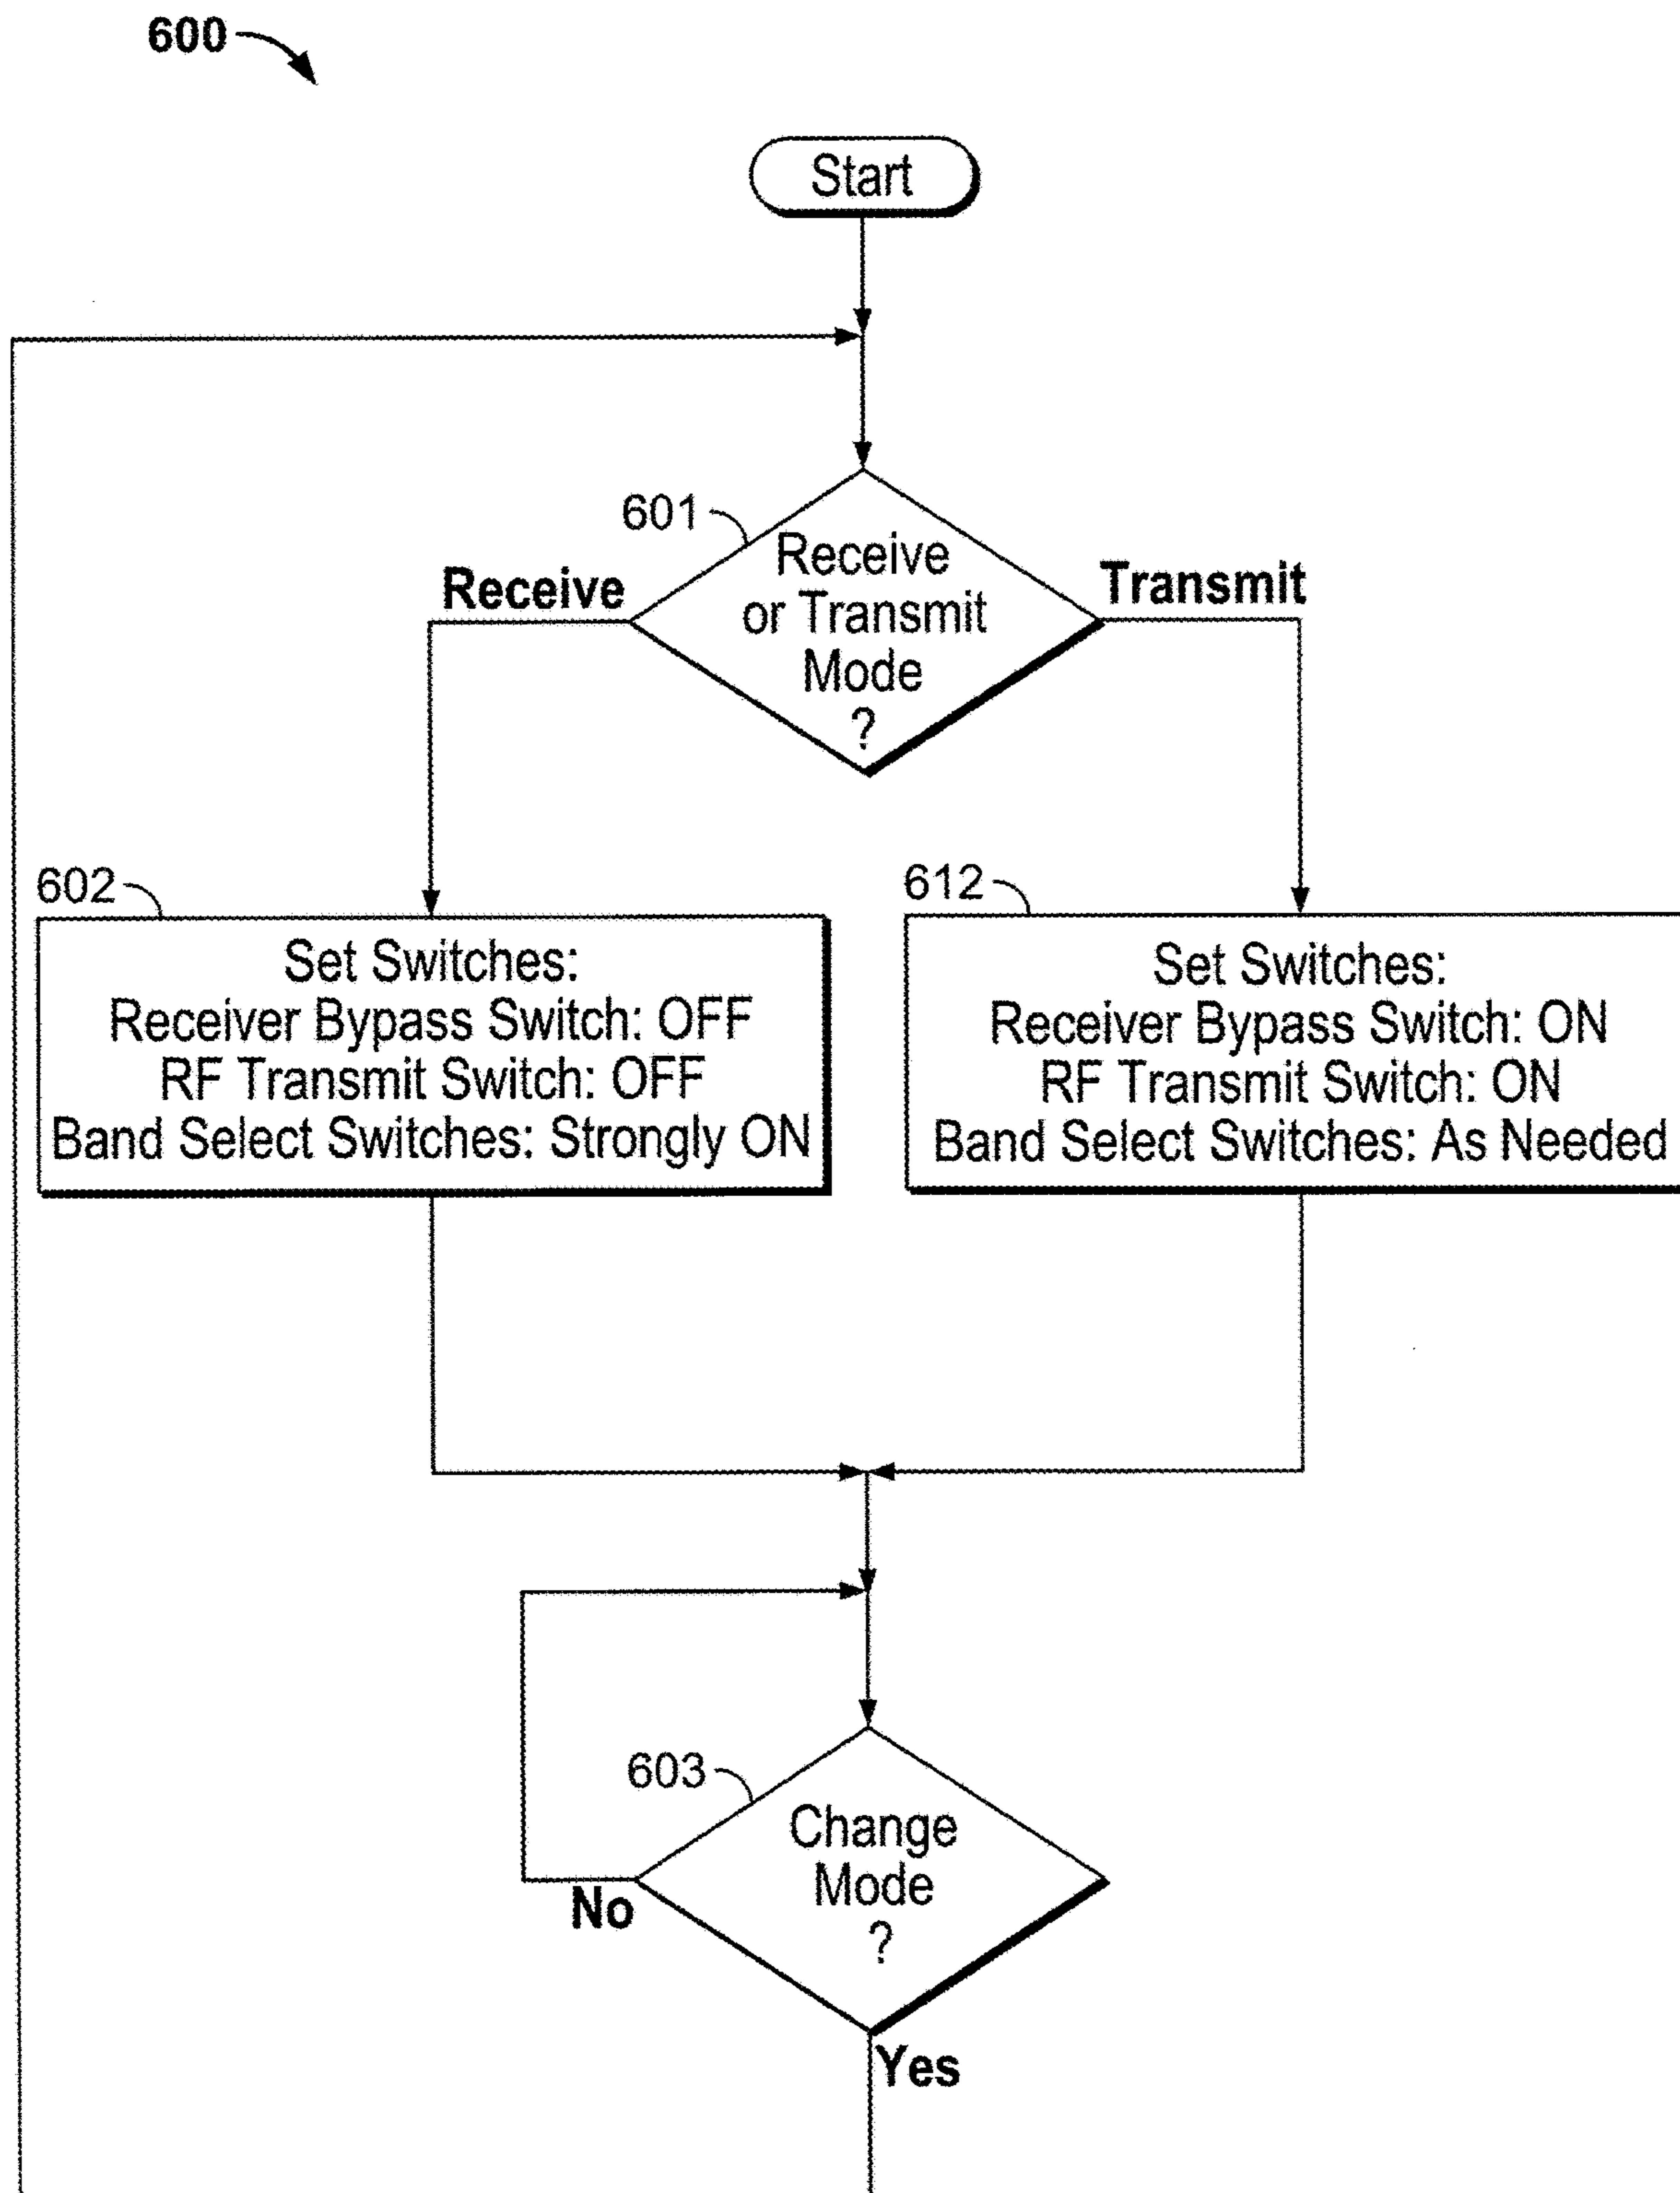 600
Start
601
Receive
or Transmit
Mode
?
Receive
Transmit
602
Set Switches:
Receiver Bypass Switch: OFF
RF Transmit Switch: OFF
Band Select Switches: Strongly ON
612
Set Switches:
Receiver Bypass Switch: ON
RF Transmit Switch: ON
Band Select Switches: As Needed
603
Change
Mode
?
No
Yes